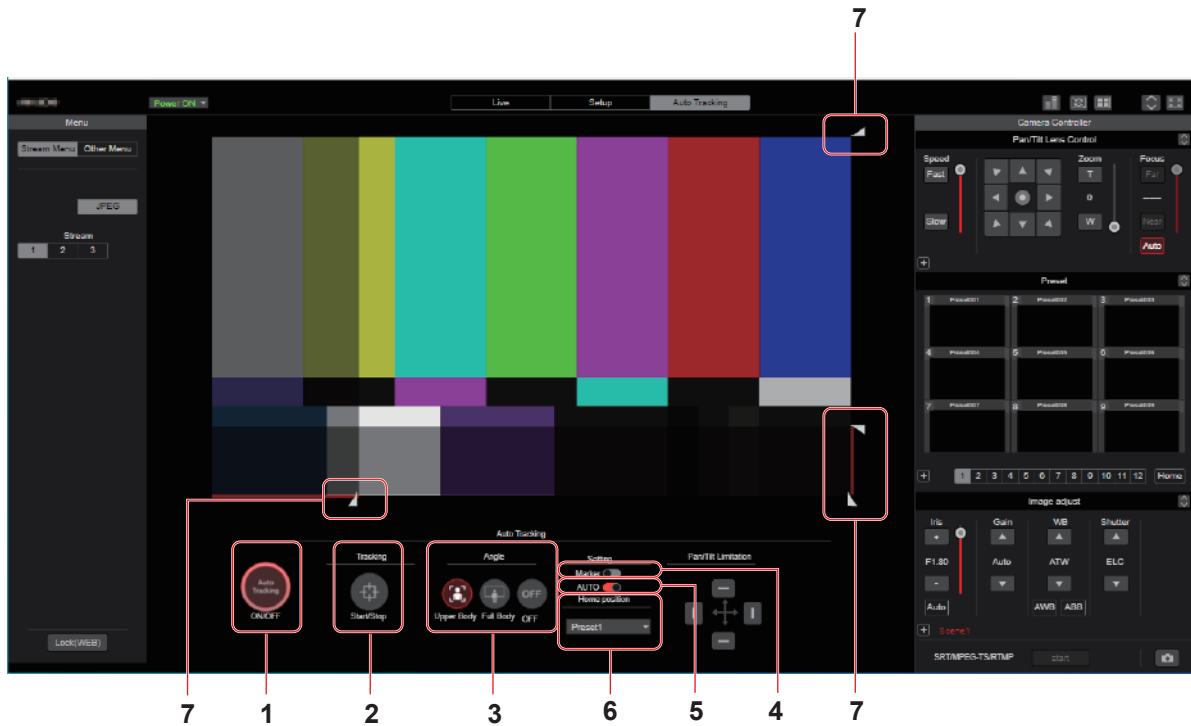 7
Power ON
Live Setup Auto Tracking
Menu
Stream Menu Other Menu
JPEG
Stream
1 2 3
Lock(WEB)
Auto Tracking
Tracking
Angle
Setting
Pan/Tilt Limitation
Marker
AUTO
Home position
Preset1
Auto
Tracking
ON/OFF
Start/Stop
OFF
Upper Body Full Body OFF
Camera Controller
Pan/Tilt Lens Control
Speed Zoom Focus
Fast T Far
0 -----
Slow W Near
Auto
Preset
1 Preset001 2 Preset002 3 Preset003
4 Preset004 5 Preset005 6 Preset006
7 Preset007 8 Preset008 9 Preset009
+ 1 2 3 4 5 6 7 8 9 10 11 12 Home
Image adjust
Iris Gain WB Shutter
+
F1.80 Auto ATW ELC
-
Auto AWB ABB
+ Scene1
SRT/MPEG-TS/RTMP start
7 1 2 3 6 5 4 7